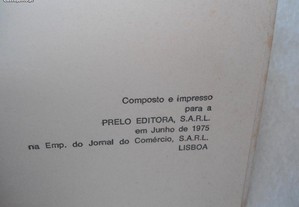 Composto e impresso
para a
PRELO EDITORA, S.A.R.L.
em Junho de 1975
na Emp. do Jornal do Comércio, S.A.R.L.
LISBOA